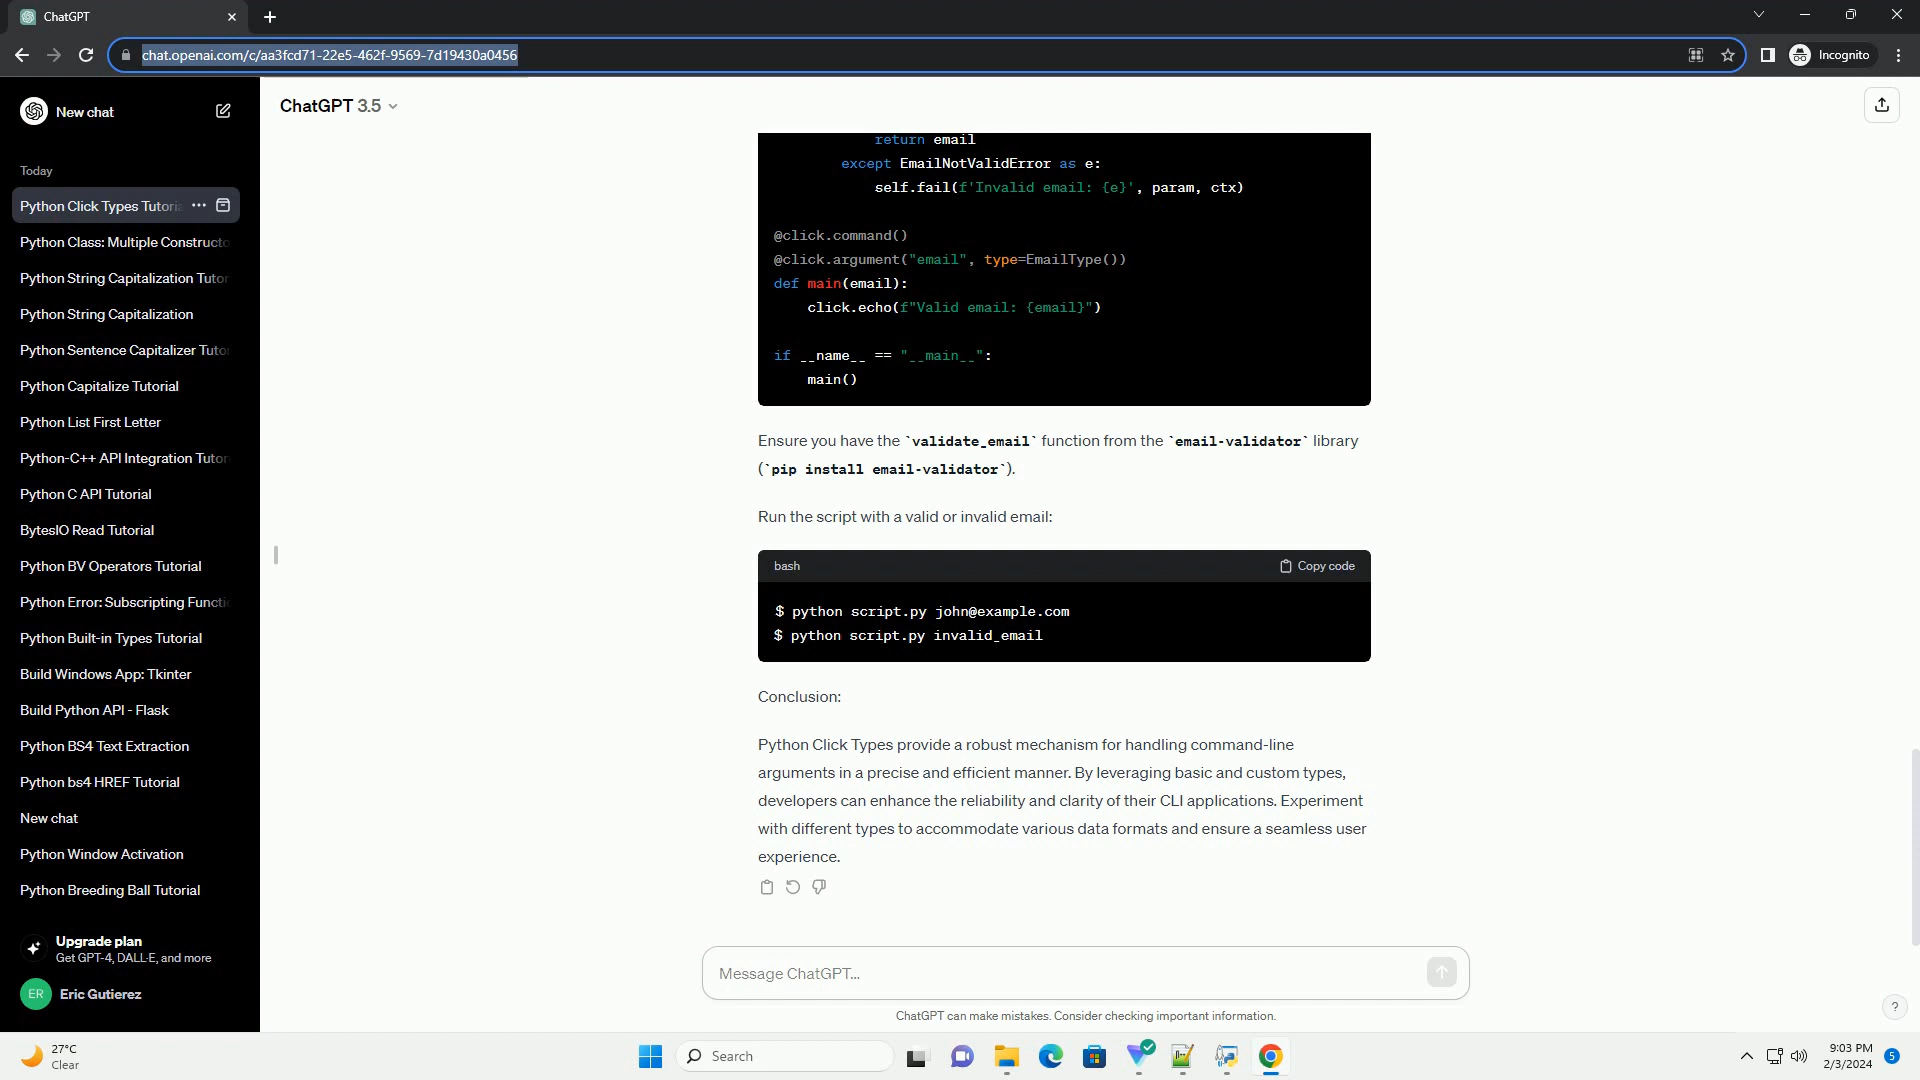 ChatGPT
chat.openai.com/c/aa3fcd71-22e5-462f-9569-7d19430a0456
Incognito
New chat
Today
Python Click Types Tutoria
Python Class: Multiple Constructo
Python String Capitalization Tutor
Python String Capitalization
Python Sentence Capitalizer Tutor
Python Capitalize Tutorial
Python List First Letter
Python-C++ API Integration Tutor
Python C API Tutorial
BytesIO Read Tutorial
Python BV Operators Tutorial
Python Error: Subscripting Functio
Python Built-in Types Tutorial
Build Windows App: Tkinter
Build Python API - Flask
Python BS4 Text Extraction
Python bs4 HREF Tutorial
New chat
Python Window Activation
Python Breeding Ball Tutorial
Upgrade plan
Get GPT-4, DALL·E, and more
ER Eric Gutierez
ChatGPT 3.5
return email
except EmailNotValidError as e:
self.fail(f'Invalid email: {e}', param, ctx)
@click.command()
@click.argument("email", type=EmailType())
def main(email):
click.echo(f"Valid email: {email}")
if __name__ == "__main__":
main()
Ensure you have the `validate_email` function from the `email-validator` library
(`pip install email-validator`).
Run the script with a valid or invalid email:
bash Copy code
$ python script.py john@example.com
$ python script.py invalid_email
Conclusion:
Python Click Types provide a robust mechanism for handling command-line
arguments in a precise and efficient manner. By leveraging basic and custom types,
developers can enhance the reliability and clarity of their CLI applications. Experiment
with different types to accommodate various data formats and ensure a seamless user
experience.
Message ChatGPT...
ChatGPT can make mistakes. Consider checking important information.
?
27°C
Clear
Search
9:03 PM
2/3/2024
5